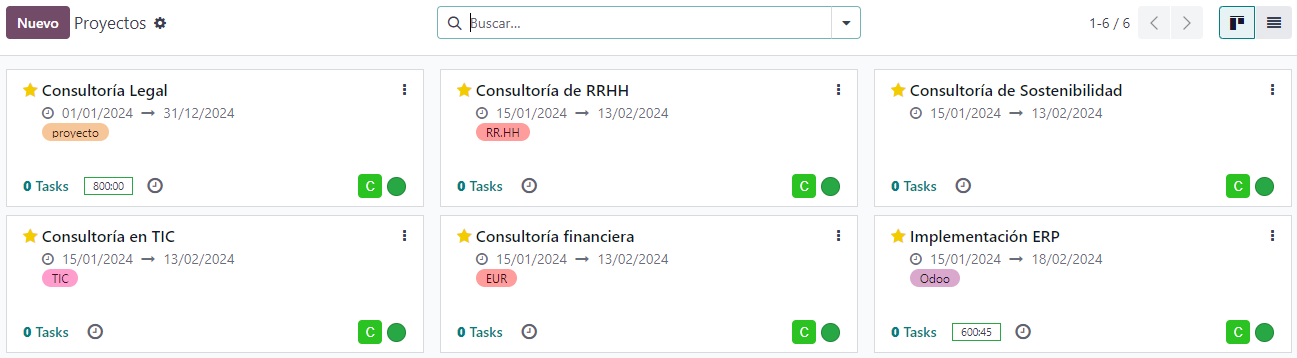 Nuevo Proyectos Buscar... 1-6 / 6
Consultoría Legal
01/01/2024 → 31/12/2024
proyecto
0 Tasks 800:00 C
Consultoría de RRHH
15/01/2024 → 13/02/2024
RR.HH
0 Tasks C
Consultoría de Sostenibilidad
15/01/2024 → 13/02/2024
0 Tasks C
Consultoría en TIC
15/01/2024 → 13/02/2024
TIC
0 Tasks C
Consultoría financiera
15/01/2024 → 13/02/2024
EUR
0 Tasks C
Implementación ERP
15/01/2024 → 18/02/2024
Odoo
0 Tasks 600:45 C